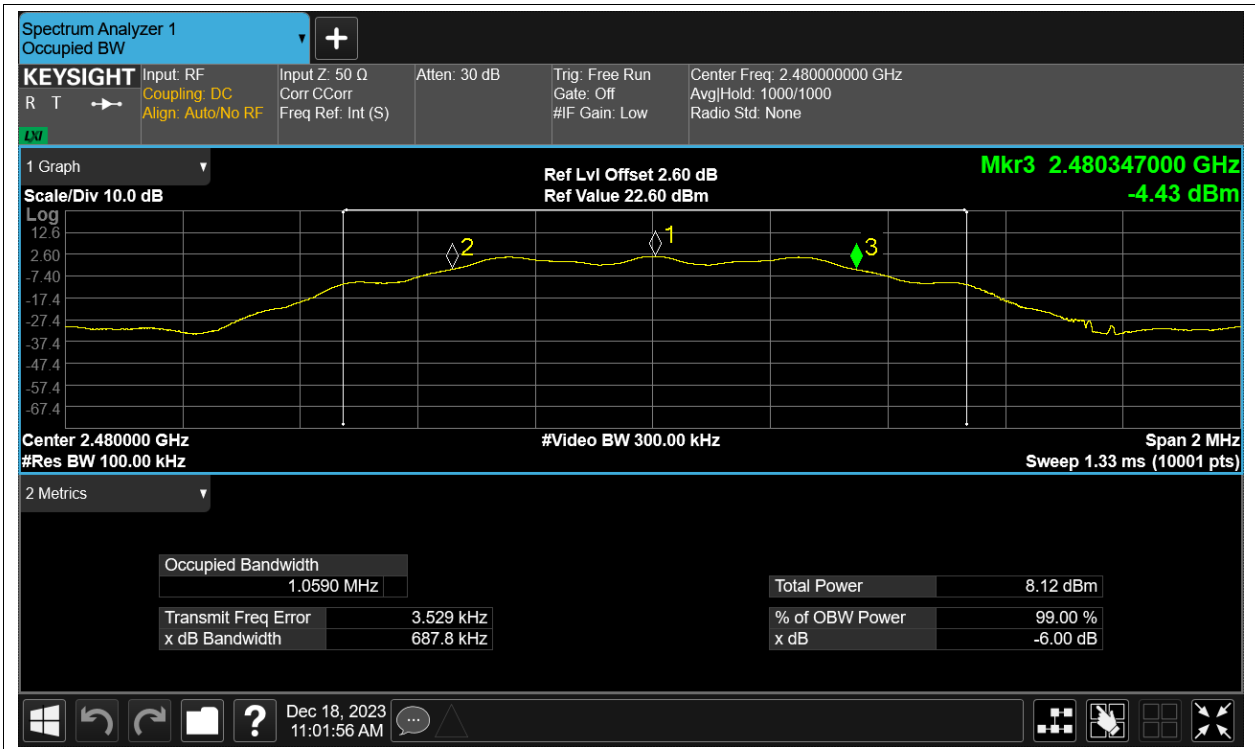 Spectrum Analyzer 1
Occupied BW
KEYSIGHT
R T
LXI
Input: RF
Coupling: DC
Align: Auto/No RF
Input Z: 50 Ω
Corr CCorr
Freq Ref: Int (S)
Atten: 30 dB
Trig: Free Run
Gate: Off
#IF Gain: Low
Center Freq: 2.480000000 GHz
Avg|Hold: 1000/1000
Radio Std: None
1 Graph
Scale/Div 10.0 dB
Ref Lvl Offset 2.60 dB
Ref Value 22.60 dBm
Mkr3 2.480347000 GHz
-4.43 dBm
Log
12.6
2.60
-7.40
-17.4
-27.4
-37.4
-47.4
-57.4
-67.4
2
1
3
Center 2.480000 GHz
#Video BW 300.00 kHz
Span 2 MHz
#Res BW 100.00 kHz
Sweep 1.33 ms (10001 pts)
2 Metrics
Occupied Bandwidth
1.0590 MHz
Transmit Freq Error 3.529 kHz
x dB Bandwidth 687.8 kHz
Total Power 8.12 dBm
% of OBW Power 99.00 %
x dB -6.00 dB
?
Dec 18, 2023
11:01:56 AM